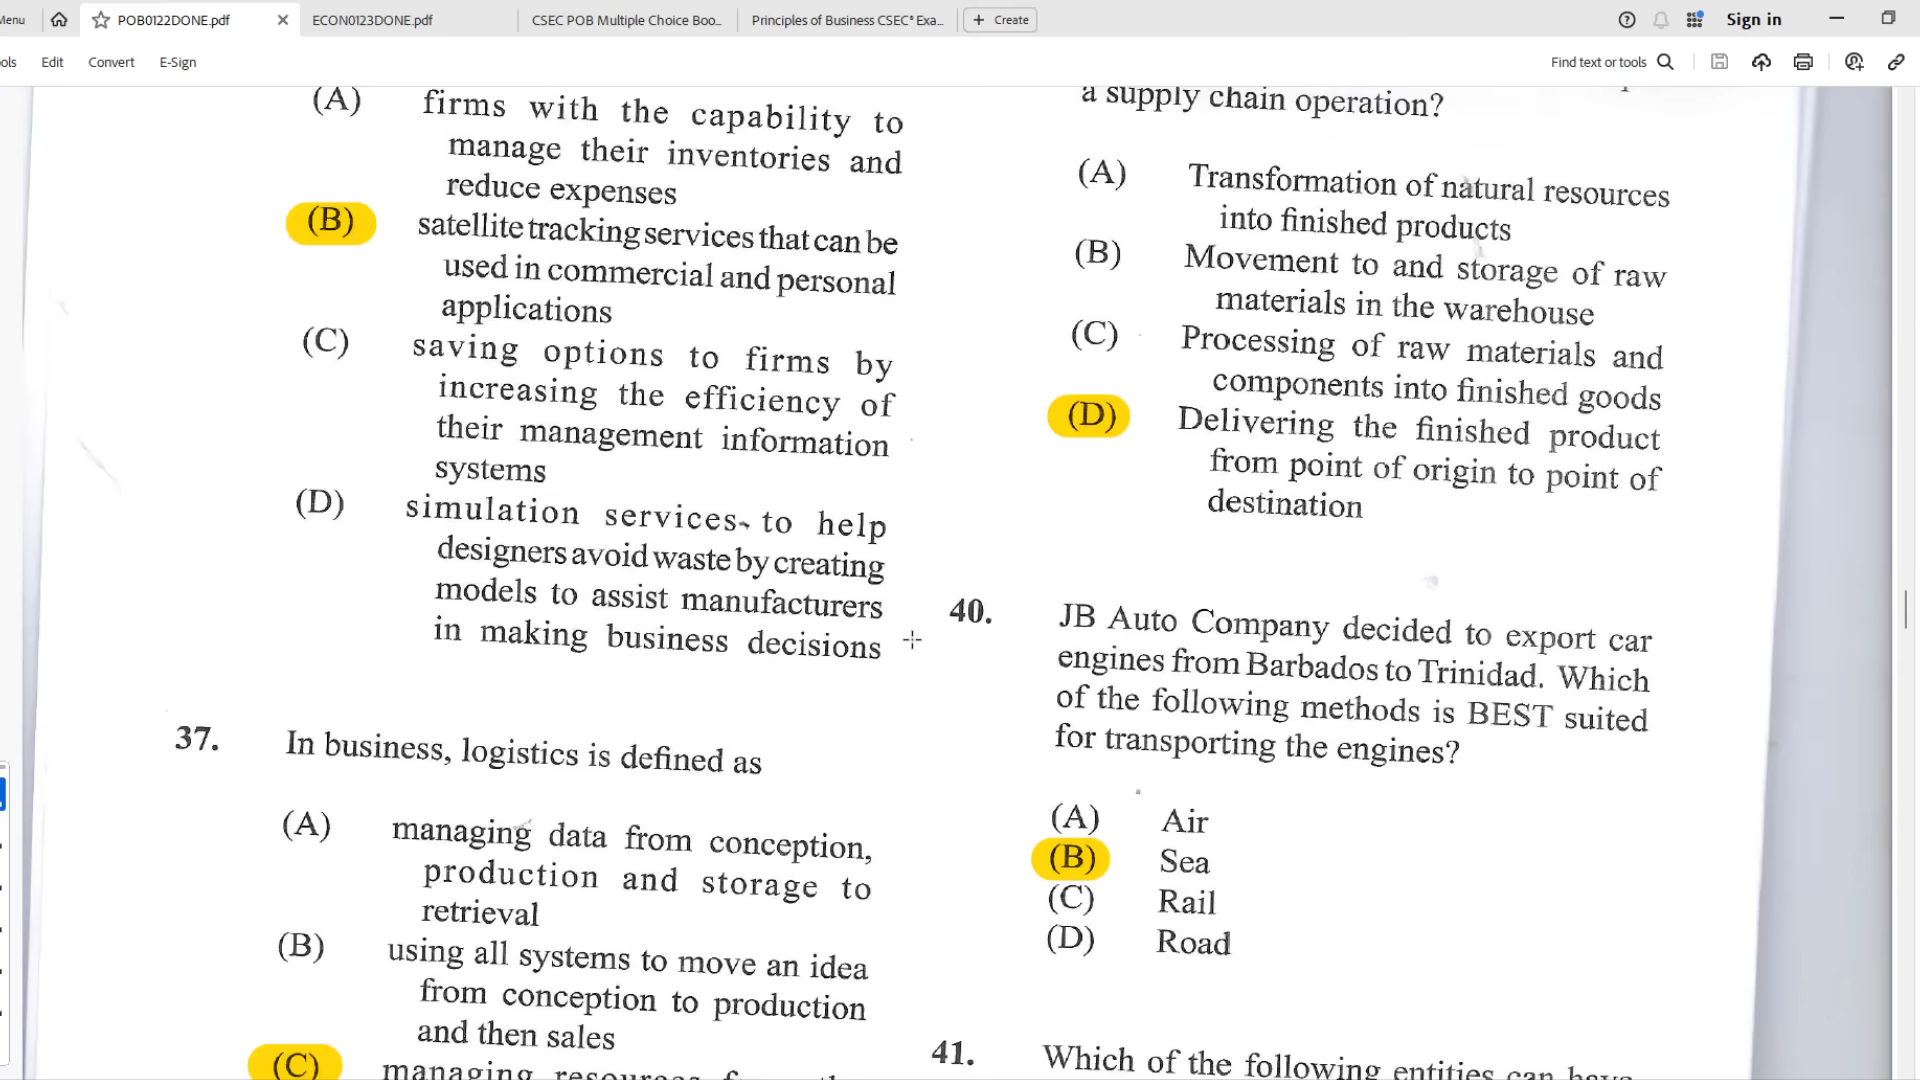 Menu
POB0122DONE.pdf
ECON0123DONE.pdf
CSEC POB Multiple Choice Boo...
Principles of Business CSEC® Exa...
+ Create
Sign in
ols Edit Convert E-Sign
Find text or tools
(A) firms with the capability to
manage their inventories and
reduce expenses
(B) satellite tracking services that can be
used in commercial and personal
applications
(C) saving options to firms by
increasing the efficiency of
their management information
systems
(D) simulation services to help
designers avoid waste by creating
models to assist manufacturers
in making business decisions
37. In business, logistics is defined as
(A) managing data from conception,
production and storage to
retrieval
(B) using all systems to move an idea
from conception to production
and then sales
(C) managing resources
a supply chain operation?
(A) Transformation of natural resources
into finished products
(B) Movement to and storage of raw
materials in the warehouse
(C) Processing of raw materials and
components into finished goods
(D) Delivering the finished product
from point of origin to point of
destination
40. JB Auto Company decided to export car
engines from Barbados to Trinidad. Which
of the following methods is BEST suited
for transporting the engines?
(A) Air
(B) Sea
(C) Rail
(D) Road
41. Which of the following entities can have